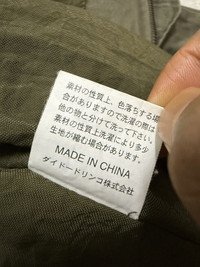 素材の性質上、色落ちする場
合がありますので洗濯の際は
他の物と分けて洗って下さい。
素材の性質上洗濯により多少
生地が縮む場合があります。
MADE IN CHINA
ダイドードリンコ株式会社